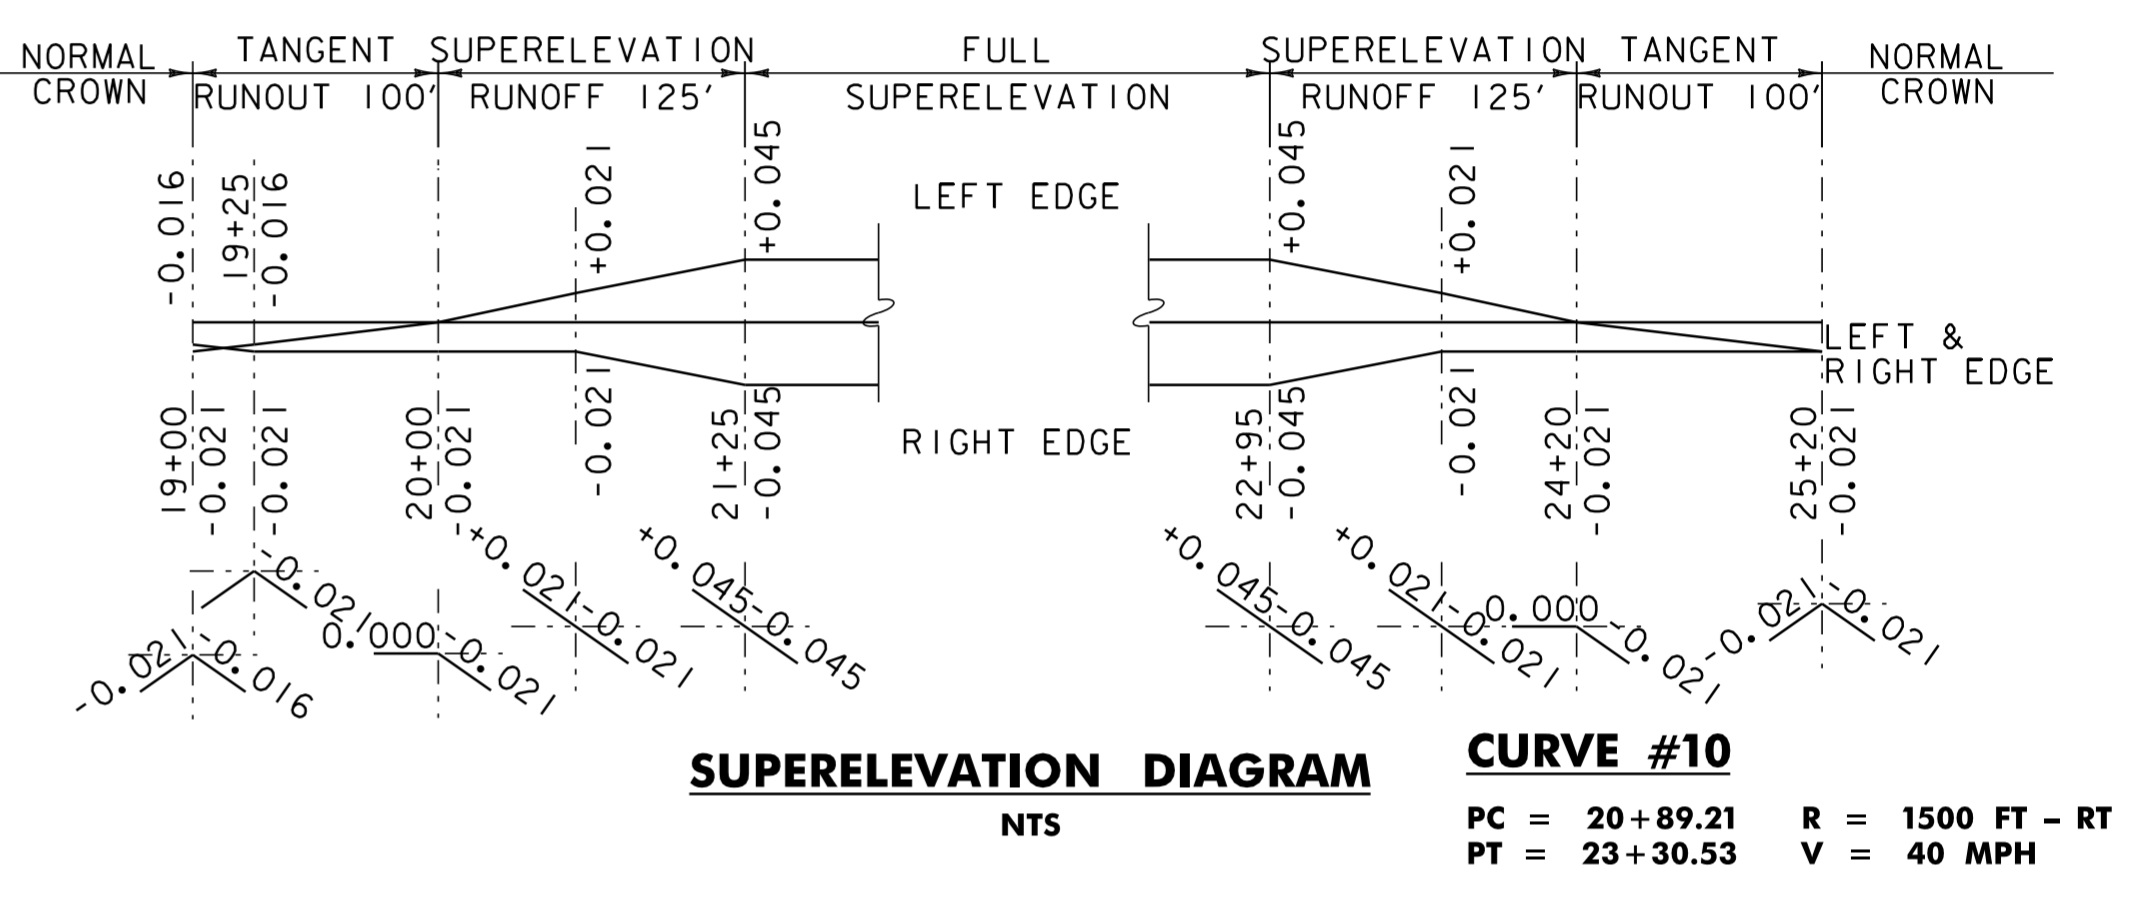 NORMAL CROWN
TANGENT RUNOUT 100'
SUPERELEVATION RUNOFF 125'
FULL SUPERELEVATION
SUPERELEVATION RUNOFF 125'
TANGENT RUNOUT 100'
NORMAL CROWN
-0.016
19+25
-0.016
+0.021
+0.045
LEFT EDGE
+0.045
+0.021
LEFT &
RIGHT EDGE
19+00
-0.021
-0.021
20+00
-0.021
-0.021
21+25
-0.045
RIGHT EDGE
22+95
-0.045
-0.021
24+20
-0.021
25+20
-0.021
-0.021
-0.016
-0.021
0.000
-0.021
+0.021
-0.021
+0.045
-0.045
+0.045
-0.045
+0.021
-0.021
0.000
-0.021
-0.021
-0.021
SUPERELEVATION DIAGRAM
NTS
CURVE #10
PC = 20+89.21 R = 1500 FT – RT
PT = 23+30.53 V = 40 MPH